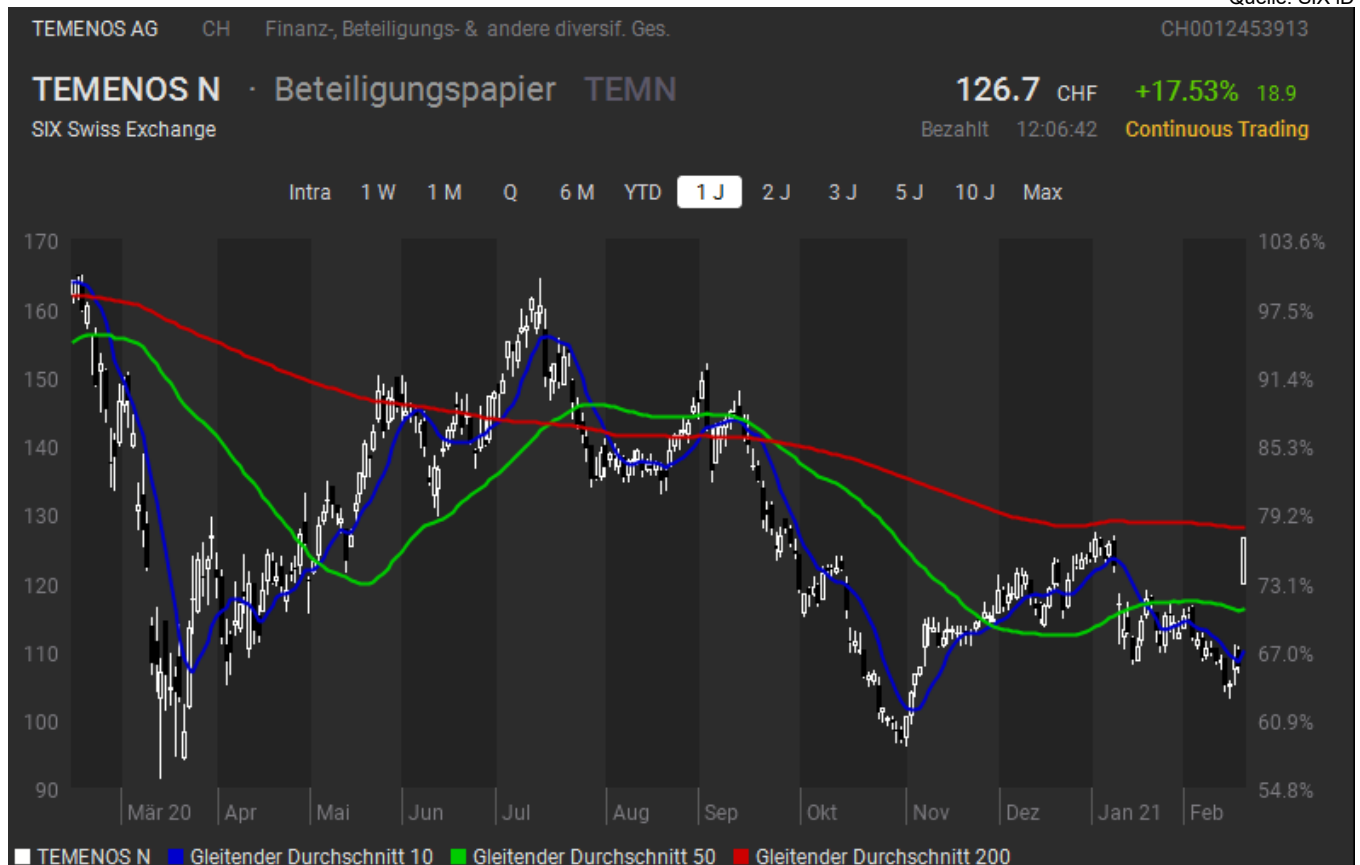 Quelle: SIX iD
TEMENOS AG CH Finanz-, Beteiligungs- & andere diversif. Ges. CH0012453913
TEMENOS N · Beteiligungspapier TEMN 126.7 CHF +17.53% 18.9
SIX Swiss Exchange Bezahlt 12:06:42 Continuous Trading
Intra 1 W 1 M Q 6 M YTD 1 J 2 J 3 J 5 J 10 J Max
170 103.6%
160 97.5%
150 91.4%
140 85.3%
130 79.2%
120 73.1%
110 67.0%
100 60.9%
90 54.8%
Mär 20 Apr Mai Jun Jul Aug Sep Okt Nov Dez Jan 21 Feb
TEMENOS N Gleitender Durchschnitt 10 Gleitender Durchschnitt 50 Gleitender Durchschnitt 200